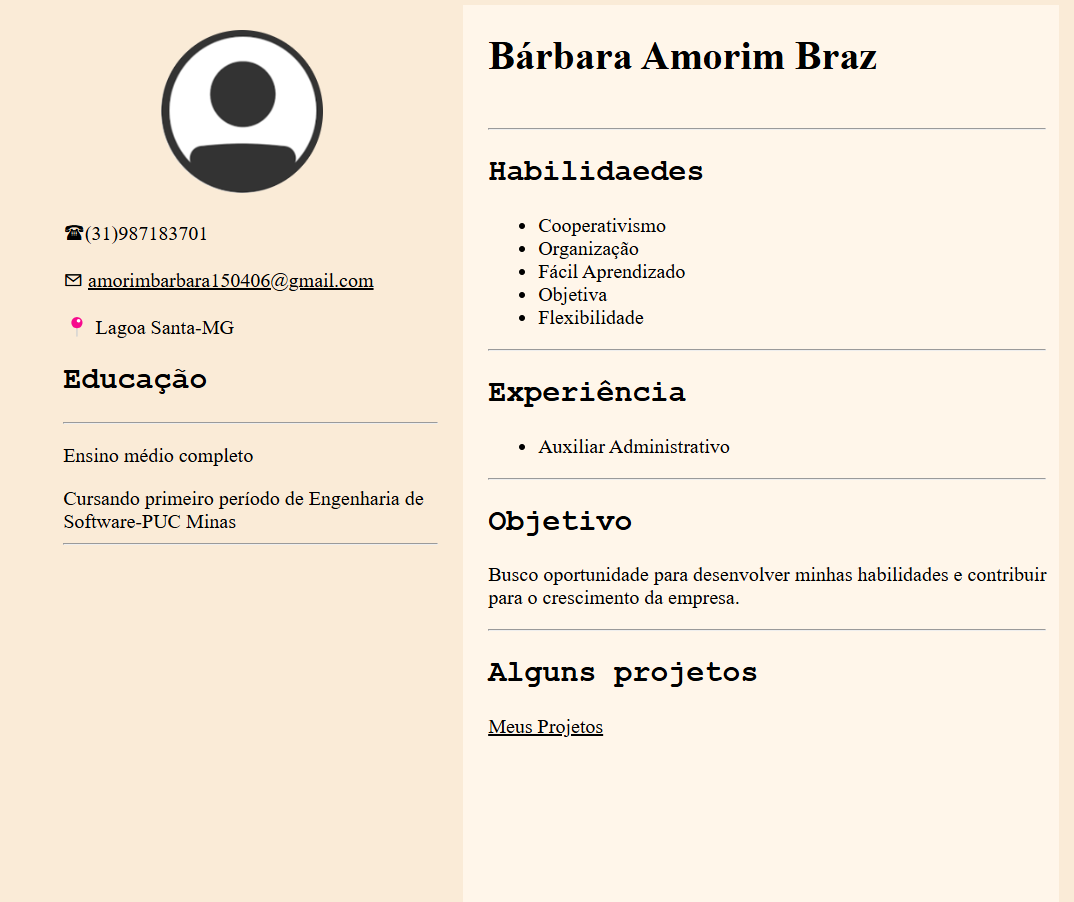 ☎(31)987183701
✉ amorimbarbara150406@gmail.com
📍 Lagoa Santa-MG
Educação
Ensino médio completo
Cursando primeiro período de Engenharia de
Software-PUC Minas
Bárbara Amorim Braz
Habilidaedes
• Cooperativismo
• Organização
• Fácil Aprendizado
• Objetiva
• Flexibilidade
Experiência
• Auxiliar Administrativo
Objetivo
Busco oportunidade para desenvolver minhas habilidades e contribuir
para o crescimento da empresa.
Alguns projetos
Meus Projetos